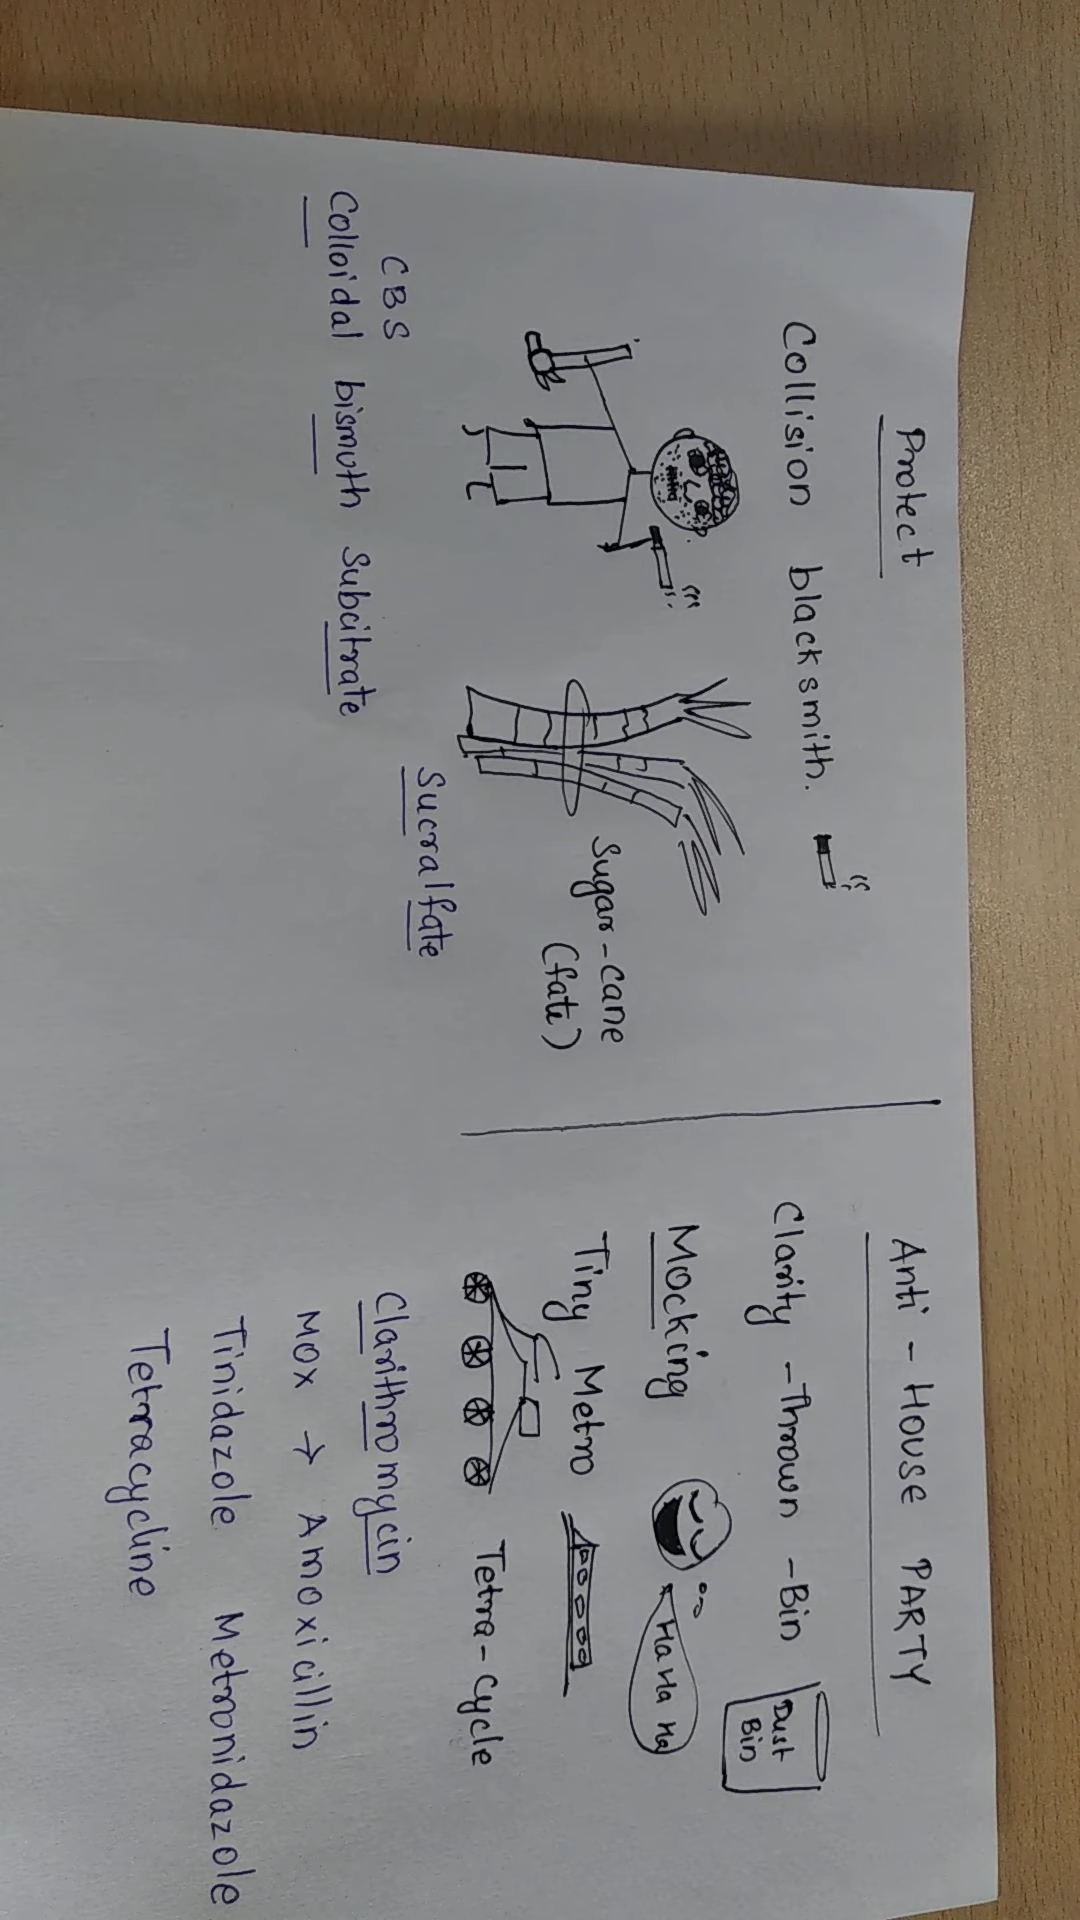 Protect
Collision blacksmith.
Sugar-cane
(fate)
Sucralfate
CBS
Colloidal bismuth Subcitrate
Anti-House PARTY
Clarity-Thrown-Bin
Dust
Bin
Mocking
Ha Ha Ha
Tiny Metro
Tetra-cycle
Clarithromycin
Mox → Amoxicillin
Tinidazole Metronidazole
Tetracycline